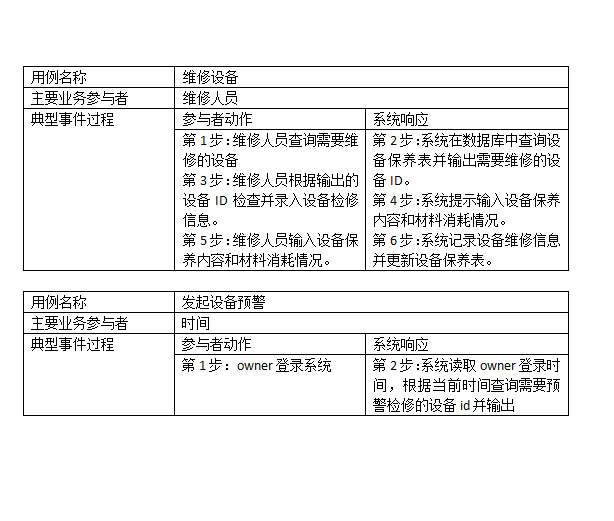 用例名称 维修设备
主要业务参与者 维修人员
典型事件过程 参与者动作 系统响应
第1步:维修人员查询需要维
修的设备
第3步:维修人员根据输出的
设备 ID 检查并录入设备检修
信息。
第5步:维修人员输入设备保
养内容和材料消耗情况。
第2步:系统在数据库中查询设
备保养表并输出需要维修的设
备 ID。
第4步:系统提示输入设备保养
内容和材料消耗情况。
第6步:系统记录设备维修信息
并更新设备保养表。
用例名称 发起设备预警
主要业务参与者 时间
典型事件过程 参与者动作 系统响应
第1步: owner 登录系统
第2步:系统读取 owner 登录时
间，根据当前时间查询需要预
警检修的设备 id 并输出